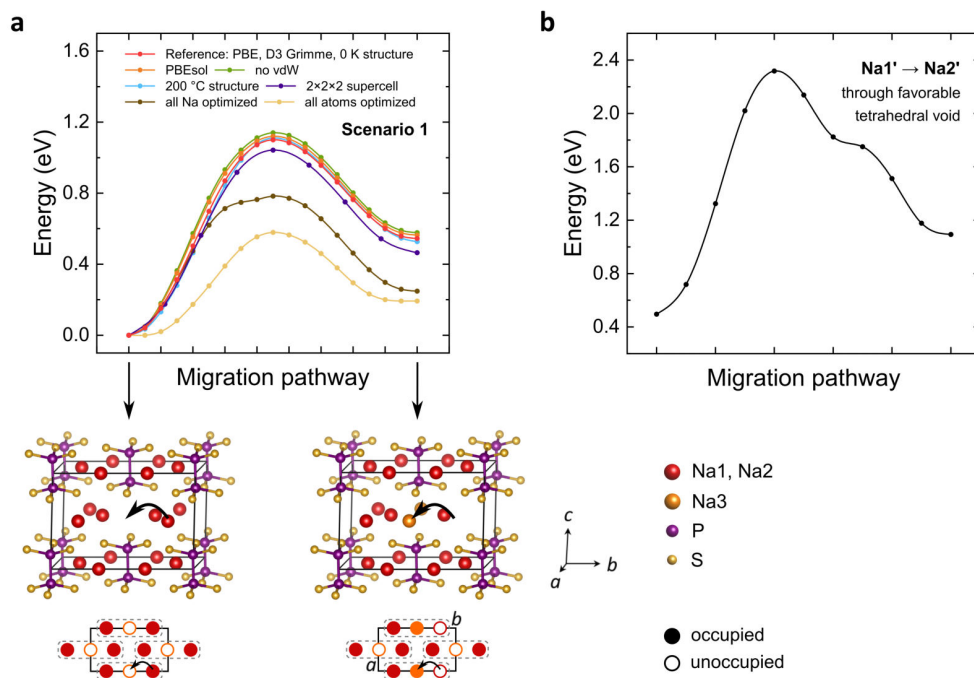 a
b
1.6
1.2
0.8
0.4
0.0
Energy (eV)
Reference: PBE, D3 Grimme, 0 K structure
PBEsol no vdW
200 °C structure 2×2×2 supercell
all Na optimized all atoms optimized
Scenario 1
Migration pathway
2.4
2.0
1.6
1.2
0.8
0.4
Energy (eV)
Na1' → Na2'
through favorable
tetrahedral void
Migration pathway
c
a
b
Na1, Na2
Na3
P
S
b
a
occupied
unoccupied